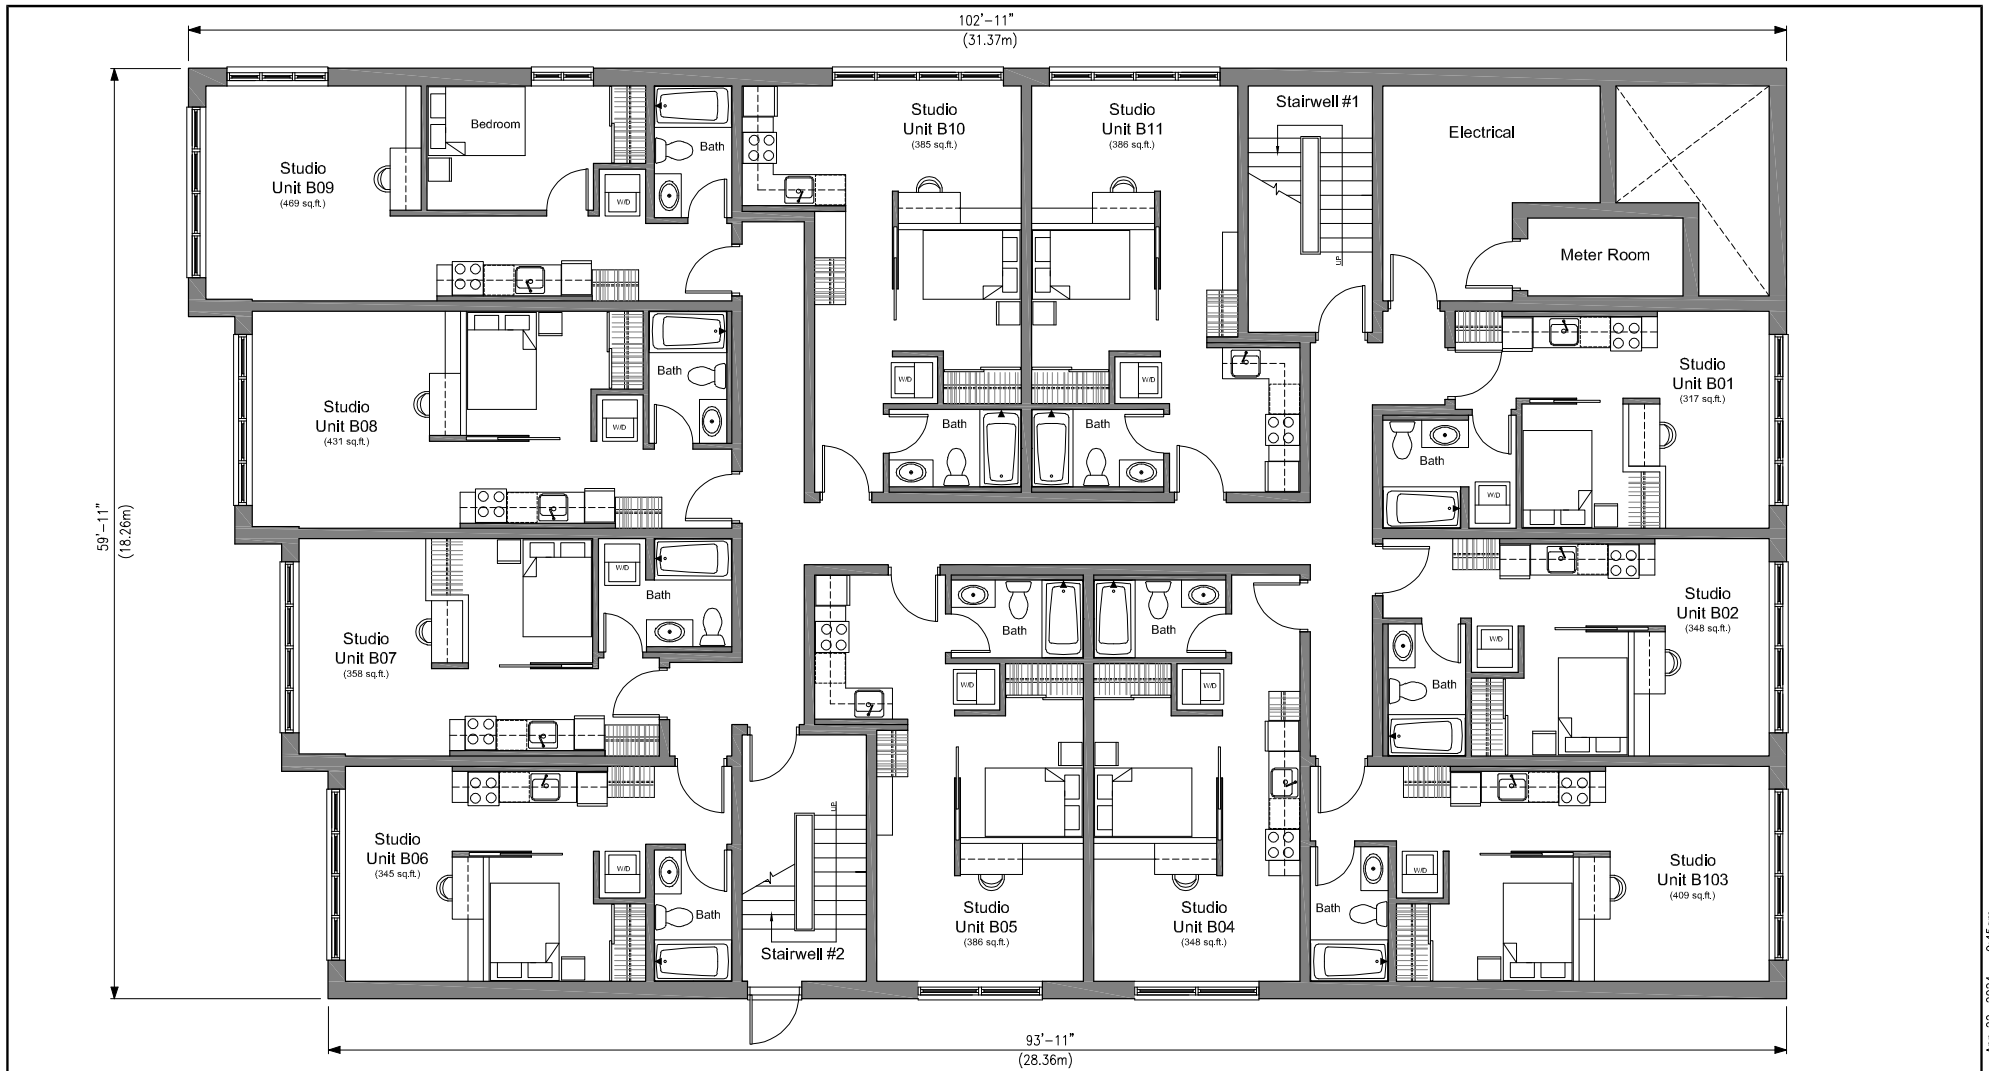 102'-11"
(31.37m)
59'-11"
(18.26m)
Studio
Unit B09
(469 sq.ft.)
Bedroom
W/D
Bath
Studio
Unit B10
(385 sq.ft.)
W/D
Bath
Studio
Unit B11
(386 sq.ft.)
W/D
Bath
Stairwell #1
UP
Electrical
Meter Room
Studio
Unit B01
(317 sq.ft.)
Bath
W/D
Studio
Unit B08
(431 sq.ft.)
Bath
W/D
Studio
Unit B07
(358 sq.ft.)
W/D
Bath
Studio
Unit B02
(348 sq.ft.)
W/D
Bath
Studio
Unit B06
(345 sq.ft.)
W/D
Bath
Stairwell #2
UP
Bath
W/D
Studio
Unit B05
(386 sq.ft.)
Bath
W/D
Studio
Unit B04
(348 sq.ft.)
Studio
Unit B103
(409 sq.ft.)
W/D
Bath
93'-11"
(28.36m)